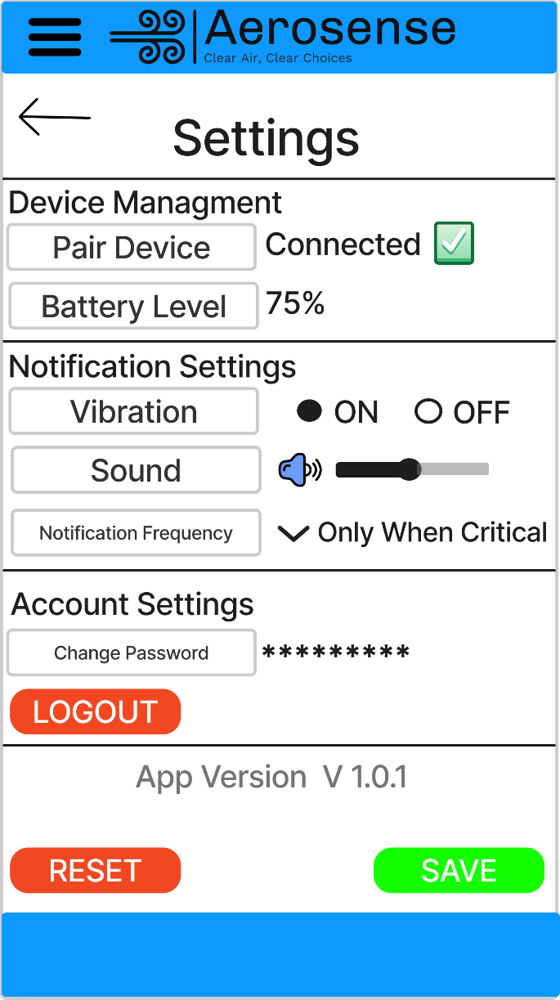 Aerosense
Clear Air, Clear Choices
Settings
Device Managment
Pair Device Connected
Battery Level 75%
Notification Settings
Vibration ON OFF
Sound
Notification Frequency Only When Critical
Account Settings
Change Password *********
LOGOUT
App Version V 1.0.1
RESET SAVE